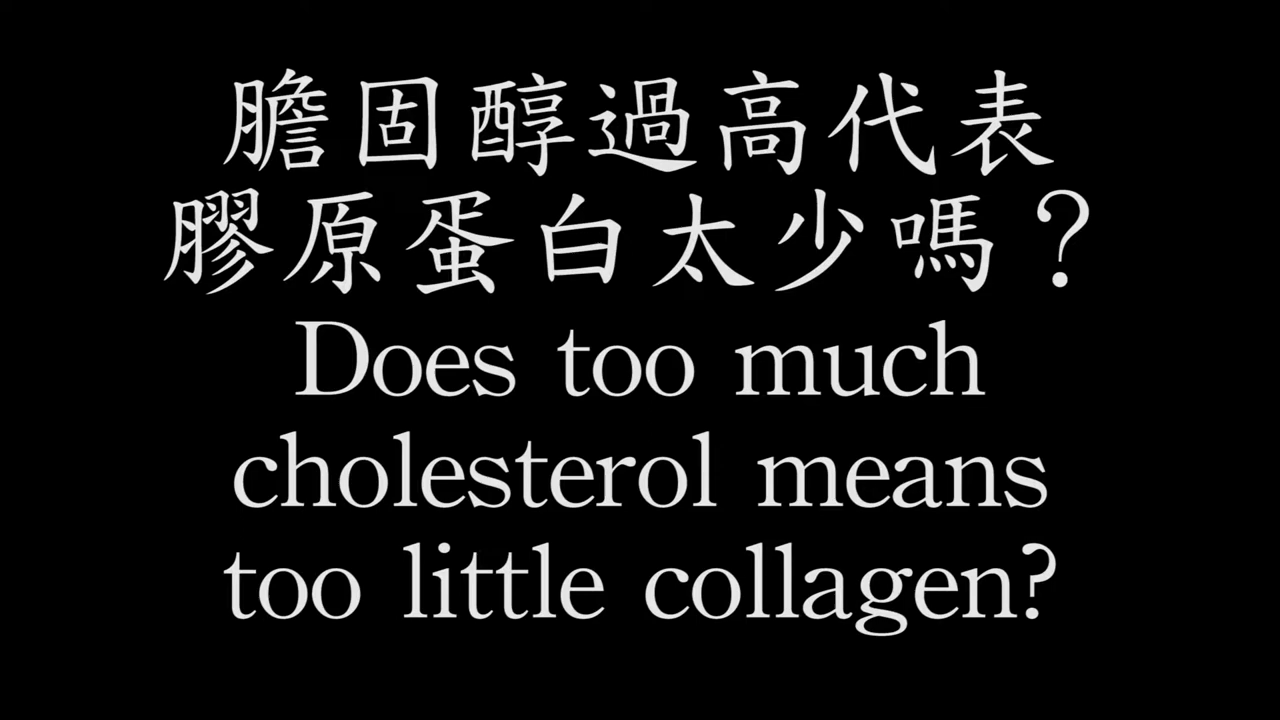 膽固醇過高代表
膠原蛋白太少嗎？
Does too much
cholesterol means
too little collagen?